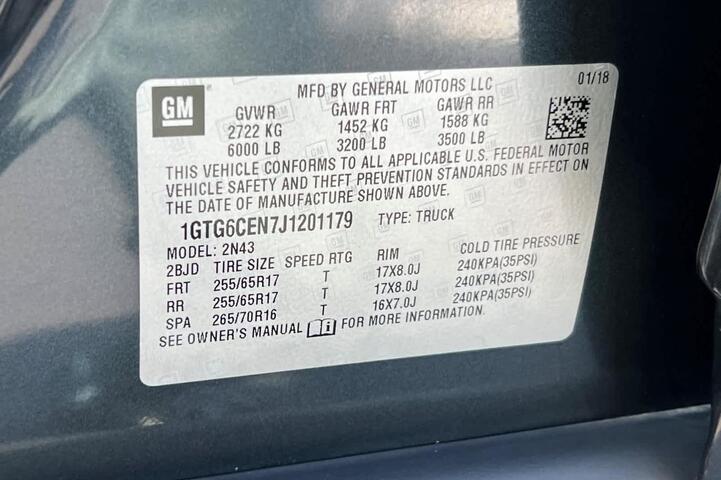 MFD BY GENERAL MOTORS LLC 01/18
GM
GVWR GAWR FRT GAWR RR
2722 KG 1452 KG 1588 KG
6000 LB 3200 LB 3500 LB
THIS VEHICLE CONFORMS TO ALL APPLICABLE U.S. FEDERAL MOTOR
VEHICLE SAFETY AND THEFT PREVENTION STANDARDS IN EFFECT ON
THE DATE OF MANUFACTURE SHOWN ABOVE.
1GTG6CEN7J1201179 TYPE: TRUCK
MODEL: 2N43
2BJD TIRE SIZE SPEED RTG RIM COLD TIRE PRESSURE
FRT 255/65R17 T 17X8.0J 240KPA(35PSI)
RR 255/65R17 T 17X8.0J 240KPA(35PSI)
SPA 265/70R16 T 16X7.0J 240KPA(35PSI)
SEE OWNER'S MANUAL FOR MORE INFORMATION.